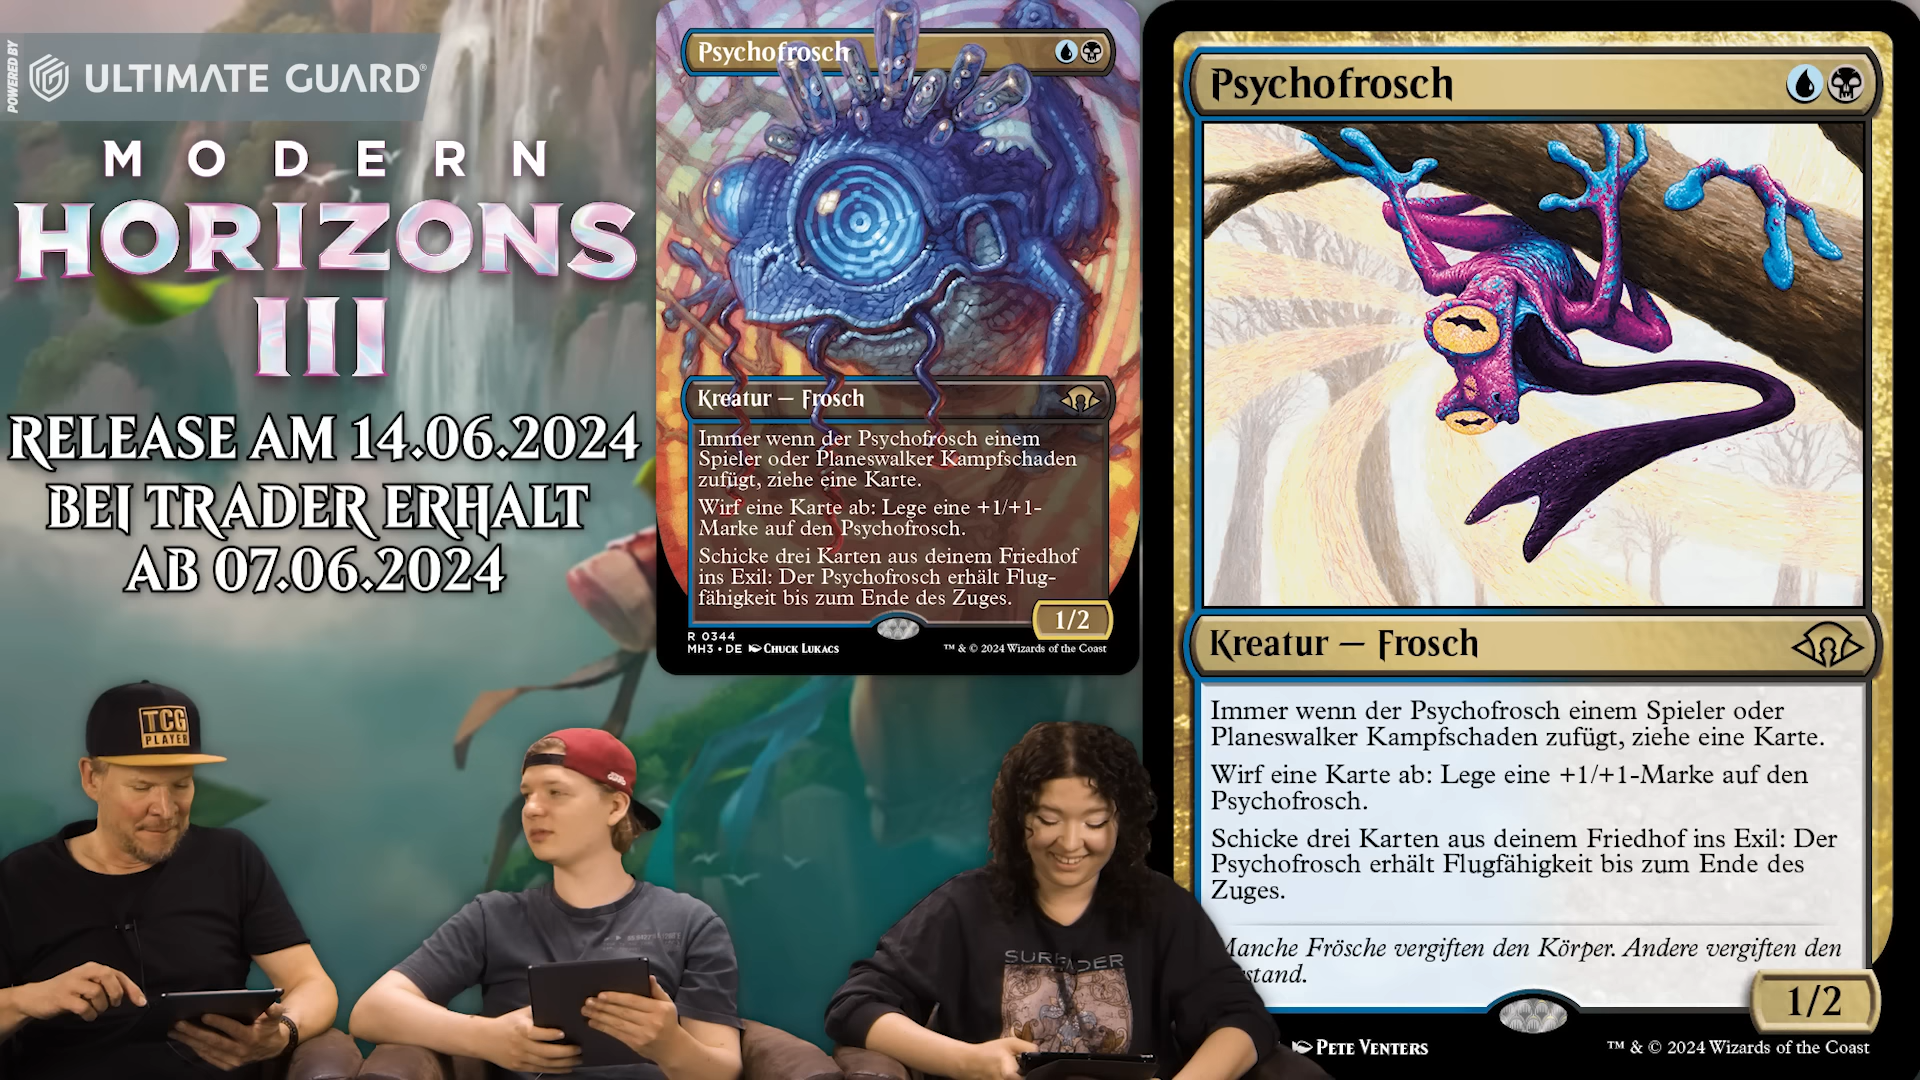 POWERED BY
ULTIMATE GUARD®
MODERN
HORIZONS
III
RELEASE AM 14.06.2024
BEI TRADER ERHALT
AB 07.06.2024
Psychofrosch
Kreatur — Frosch
Immer wenn der Psychofrosch einem
Spieler oder Planeswalker Kampfschaden
zufügt, ziehe eine Karte.
Wirf eine Karte ab: Lege eine +1/+1-
Marke auf den Psychofrosch.
Schicke drei Karten aus deinem Friedhof
ins Exil: Der Psychofrosch erhält Flug-
fähigkeit bis zum Ende des Zuges.
1/2
R 0344
MH3 • DE Chuck Lukacs
™ & © 2024 Wizards of the Coast
Psychofrosch
Kreatur — Frosch
Immer wenn der Psychofrosch einem Spieler oder
Planeswalker Kampfschaden zufügt, ziehe eine Karte.
Wirf eine Karte ab: Lege eine +1/+1-Marke auf den
Psychofrosch.
Schicke drei Karten aus deinem Friedhof ins Exil: Der
Psychofrosch erhält Flugfähigkeit bis zum Ende des
Zuges.
Manche Frösche vergiften den Körper. Andere vergiften den
stand.
1/2
Pete Venters
™ & © 2024 Wizards of the Coast
TCG
PLAYER